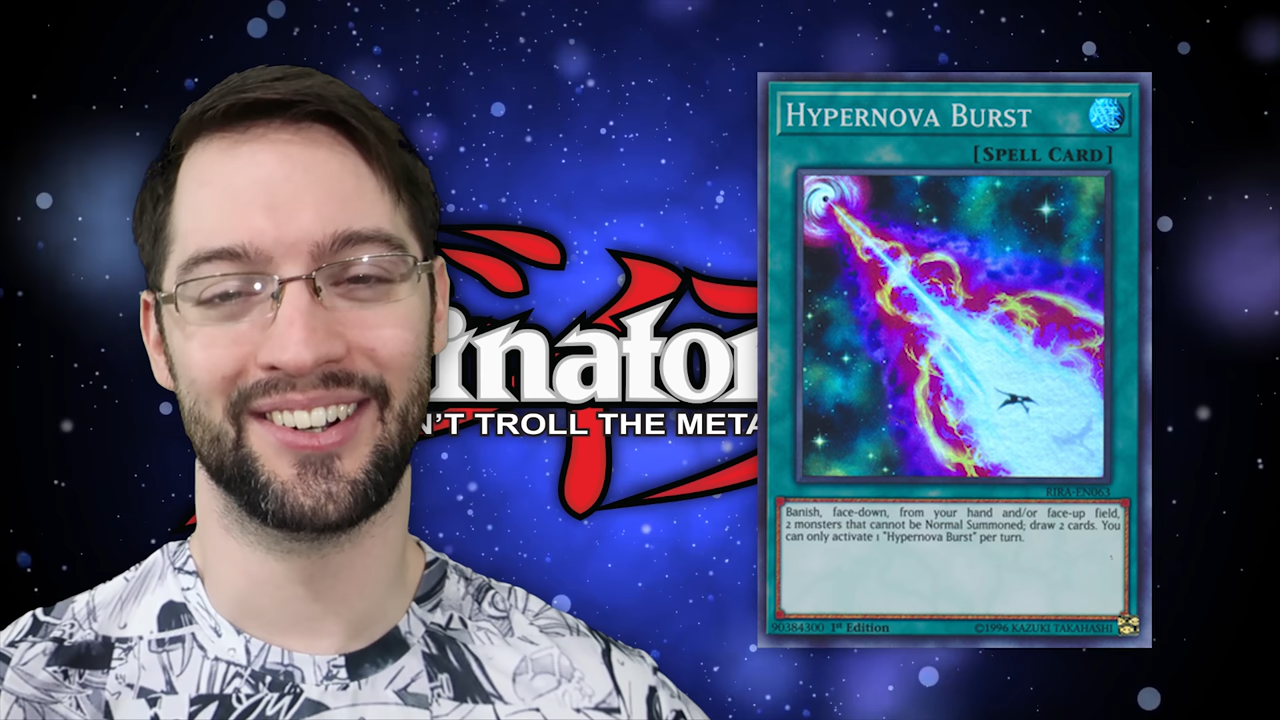 inator
N'T TROLL THE META
HYPERNOVA BURST
[SPELL CARD]
RIRA-EN063
Banish, face-down, from your hand and/or face-up field,
2 monsters that cannot be Normal Summoned; draw 2 cards. You
can only activate 1 "Hypernova Burst" per turn.
90384300 1st Edition ©1996 KAZUKI TAKAHASHI